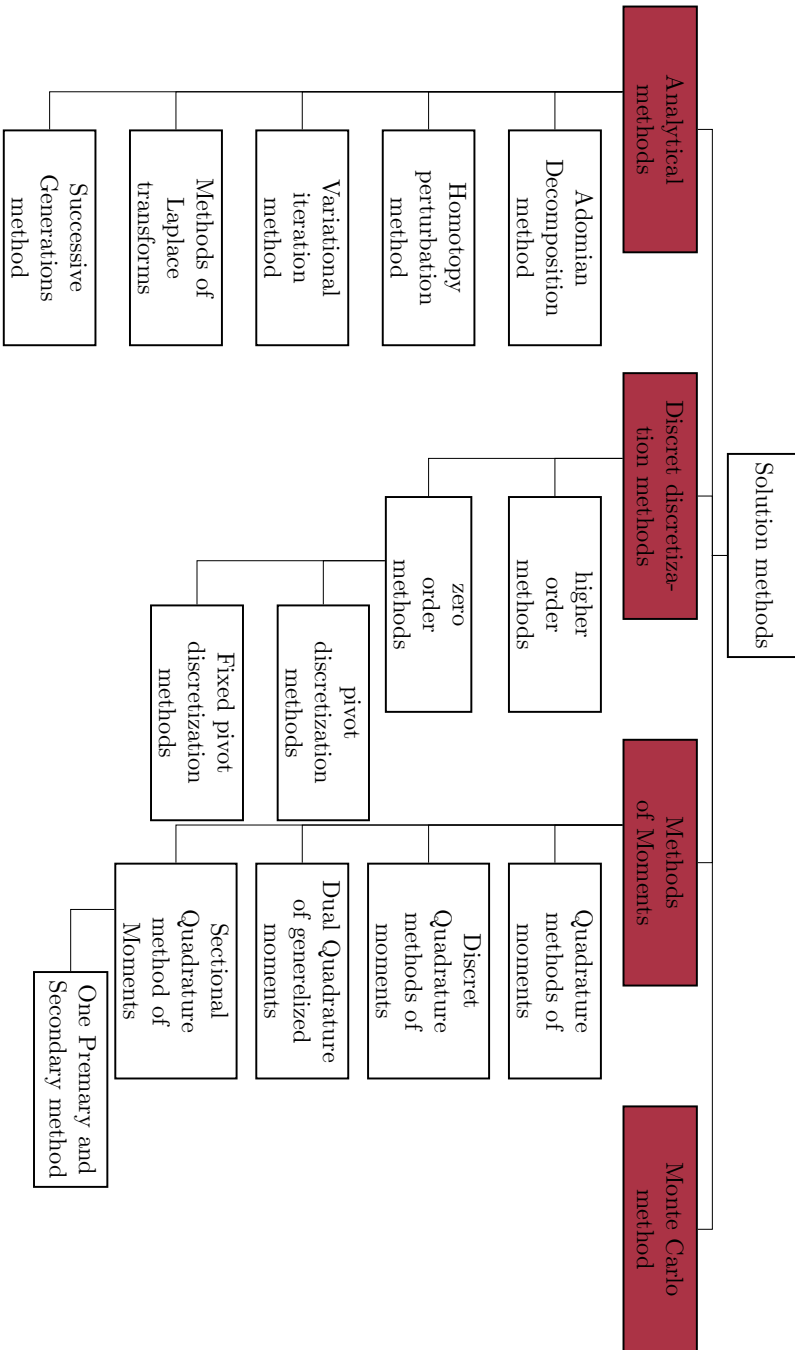 Solution methods
Analytical
methods
Adomian
Decomposition
method
Homotopy
perturbation
method
Variational
iteration
method
Methods of
Laplace
transforms
Successive
Generations
method
Discret discretiza-
tion methods
higher
order
methods
zero
order
methods
pivot
discretization
methods
Fixed pivot
discretization
methods
Methods
of Moments
Quadrature
methods of
moments
Discret
Quadrature
methods of
moments
Dual Quadrature
of generelized
moments
Sectional
Quadrature
method of
Moments
One Premary and
Secondary method
Monte Carlo
method